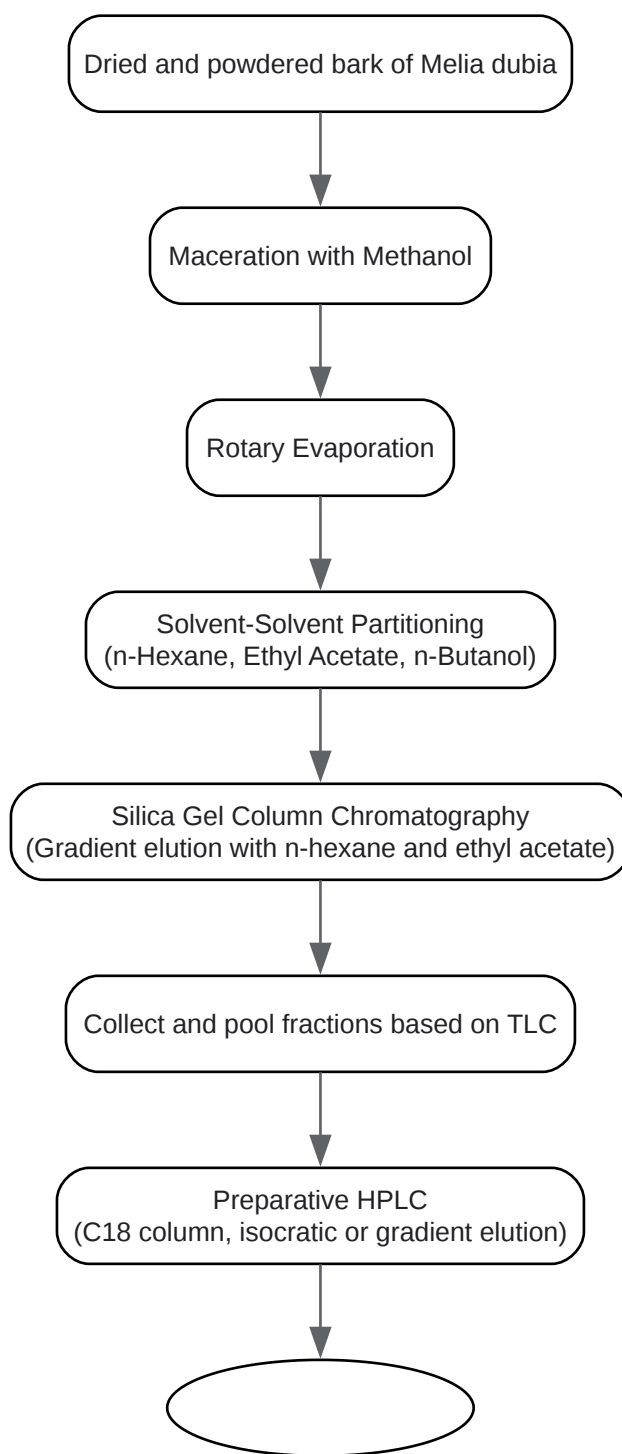 Dried and powdered bark of Melia dubia
Maceration with Methanol
Rotary Evaporation
Solvent-Solvent Partitioning
(n-Hexane, Ethyl Acetate, n-Butanol)
Silica Gel Column Chromatography
(Gradient elution with n-hexane and ethyl acetate)
Collect and pool fractions based on TLC
Preparative HPLC
(C18 column, isocratic or gradient elution)